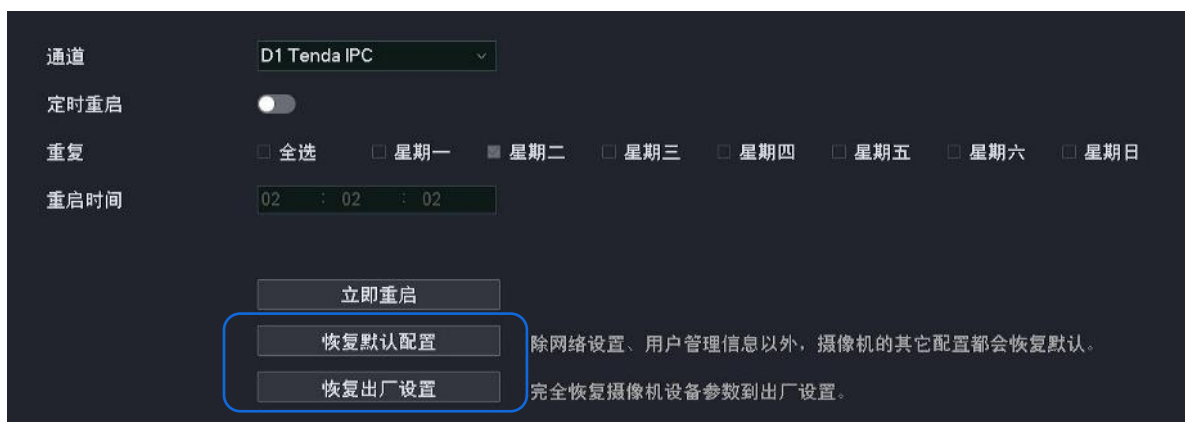 通道 D1 Tenda IPC
定时重启
重复 全选 星期一 星期二 星期三 星期四 星期五 星期六 星期日
重启时间 02 : 02 : 02
立即重启
恢复默认配置 除网络设置、用户管理信息以外，摄像机的其它配置都会恢复默认。
恢复出厂设置 完全恢复摄像机设备参数到出厂设置。